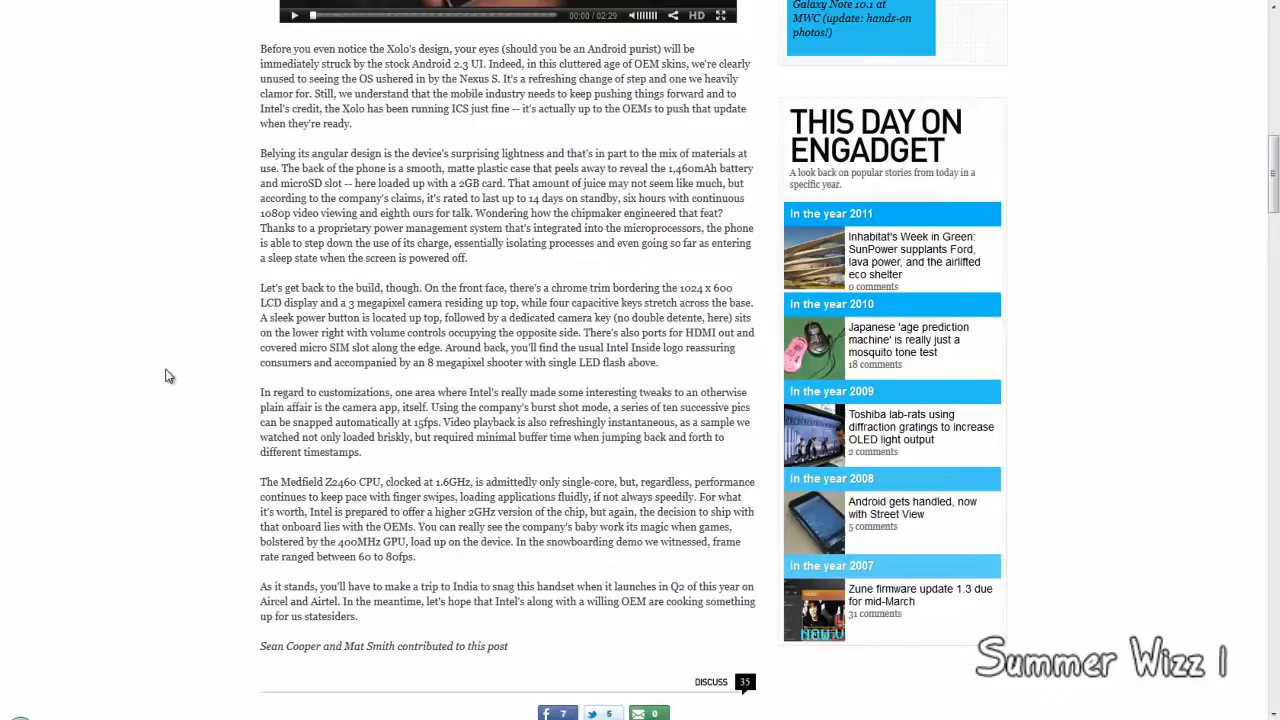 Galaxy Note 10.1 at
MWC (update: hands-on
photos!)
00:00 / 02:29
HD
Before you even notice the Xolo's design, your eyes (should you be an Android purist) will be
immediately struck by the stock Android 2.3 UI. Indeed, in this cluttered age of OEM skins, we're clearly
unused to seeing the OS ushered in by the Nexus S. It's a refreshing change of step and one we heavily
clamor for. Still, we understand that the mobile industry needs to keep pushing things forward and to
Intel's credit, the Xolo has been running ICS just fine -- it's actually up to the OEMs to push that update
when they're ready.
Belying its angular design is the device's surprising lightness and that's in part to the mix of materials at
use. The back of the phone is a smooth, matte plastic case that peels away to reveal the 1,460mAh battery
and microSD slot -- here loaded up with a 2GB card. That amount of juice may not seem like much, but
according to the company's claims, it's rated to last up to 14 days on standby, six hours with continuous
1080p video viewing and eighth ours for talk. Wondering how the chipmaker engineered that feat?
Thanks to a proprietary power management system that's integrated into the microprocessors, the phone
is able to step down the use of its charge, essentially isolating processes and even going so far as entering
a sleep state when the screen is powered off.
Let's get back to the build, though. On the front face, there's a chrome trim bordering the 1024 x 600
LCD display and a 3 megapixel camera residing up top, while four capacitive keys stretch across the base.
A sleek power button is located up top, followed by a dedicated camera key (no double detente, here) sits
on the lower right with volume controls occupying the opposite side. There's also ports for HDMI out and
covered micro SIM slot along the edge. Around back, you'll find the usual Intel Inside logo reassuring
consumers and accompanied by an 8 megapixel shooter with single LED flash above.
In regard to customizations, one area where Intel's really made some interesting tweaks to an otherwise
plain affair is the camera app, itself. Using the company's burst shot mode, a series of ten successive pics
can be snapped automatically at 15fps. Video playback is also refreshingly instantaneous, as a sample we
watched not only loaded briskly, but required minimal buffer time when jumping back and forth to
different timestamps.
The Medfield Z2460 CPU, clocked at 1.6GHz, is admittedly only single-core, but, regardless, performance
continues to keep pace with finger swipes, loading applications fluidly, if not always speedily. For what
it's worth, Intel is prepared to offer a higher 2GHz version of the chip, but again, the decision to ship with
that onboard lies with the OEMs. You can really see the company's baby work its magic when games,
bolstered by the 400MHz GPU, load up on the device. In the snowboarding demo we witnessed, frame
rate ranged between 60 to 80fps.
As it stands, you'll have to make a trip to India to snag this handset when it launches in Q2 of this year on
Aircel and Airtel. In the meantime, let's hope that Intel's along with a willing OEM are cooking something
up for us statesiders.
Sean Cooper and Mat Smith contributed to this post
DISCUSS 35
7
5
0
THIS DAY ON
ENGADGET
A look back on popular stories from today in a
specific year.
In the year 2011
Inhabitat's Week in Green:
SunPower supplants Ford,
lava power, and the airlifted
eco shelter
0 comments
In the year 2010
Japanese 'age prediction
machine' is really just a
mosquito tone test
18 comments
In the year 2009
Toshiba lab-rats using
diffraction gratings to increase
OLED light output
2 comments
In the year 2008
Android gets handled, now
with Street View
5 comments
In the year 2007
Zune firmware update 1.3 due
for mid-March
31 comments
Summer Wizz 1